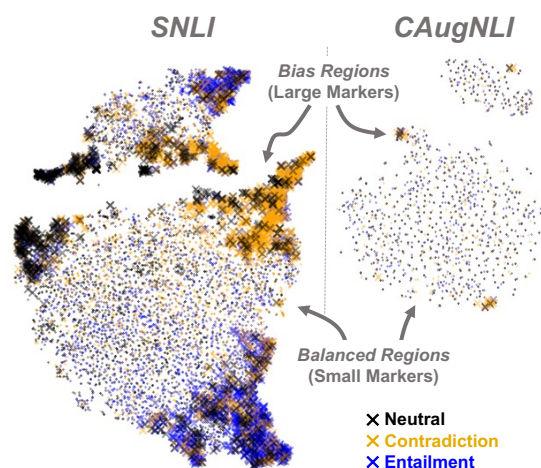 SNLI
CAugNLI
Bias Regions
(Large Markers)
Balanced Regions
(Small Markers)
Neutral
Contradiction
Entailment